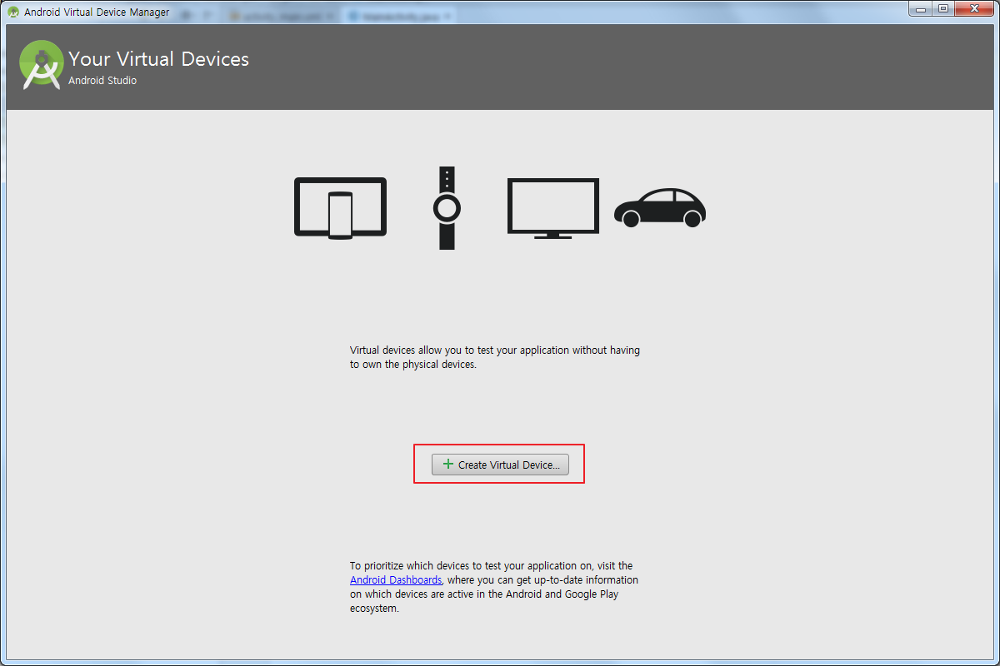 Android Virtual Device Manager
Your Virtual Devices
Android Studio
Virtual devices allow you to test your application without having
to own the physical devices.
Create Virtual Device...
To prioritize which devices to test your application on, visit the
Android Dashboards, where you can get up-to-date information
on which devices are active in the Android and Google Play
ecosystem.